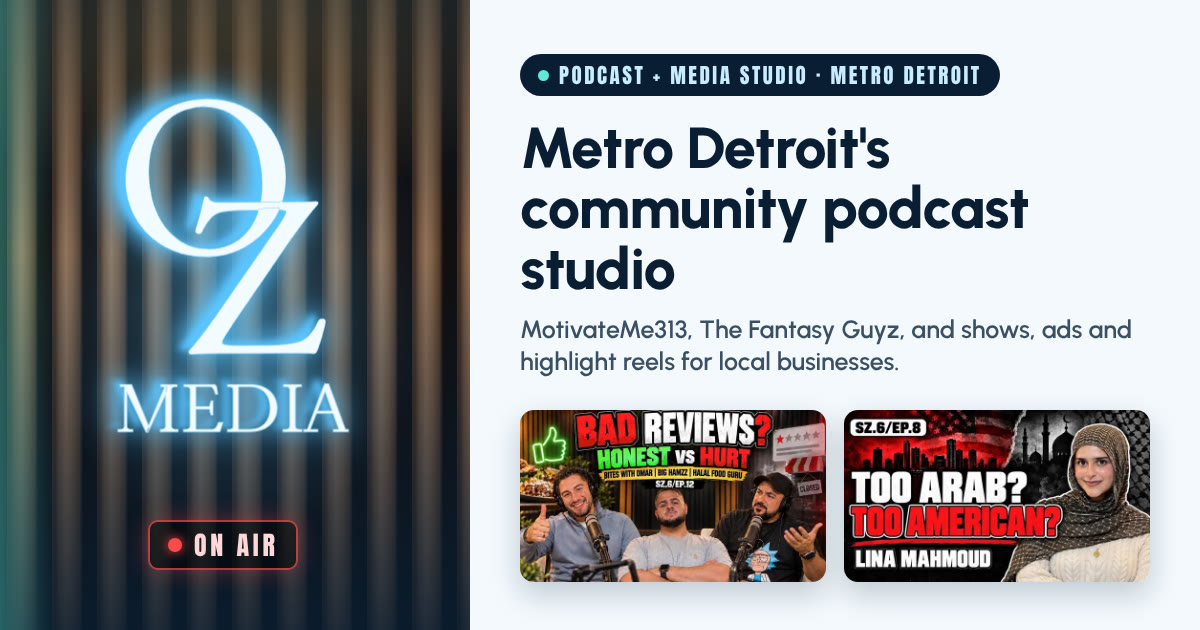 OZ
MEDIA
ON AIR
PODCAST + MEDIA STUDIO · METRO DETROIT
Metro Detroit's
community podcast
studio
MotivateMe313, The Fantasy Guyz, and shows, ads and
highlight reels for local businesses.
BAD REVIEWS?
HONEST vs HURT
BITES WITH OMAR | BIG HAMZZ | HALAL FOOD GURU
SZ.6/EP.12
CLOSED
SZ.6/EP.8
TOO ARAB?
TOO AMERICAN?
LINA MAHMOUD